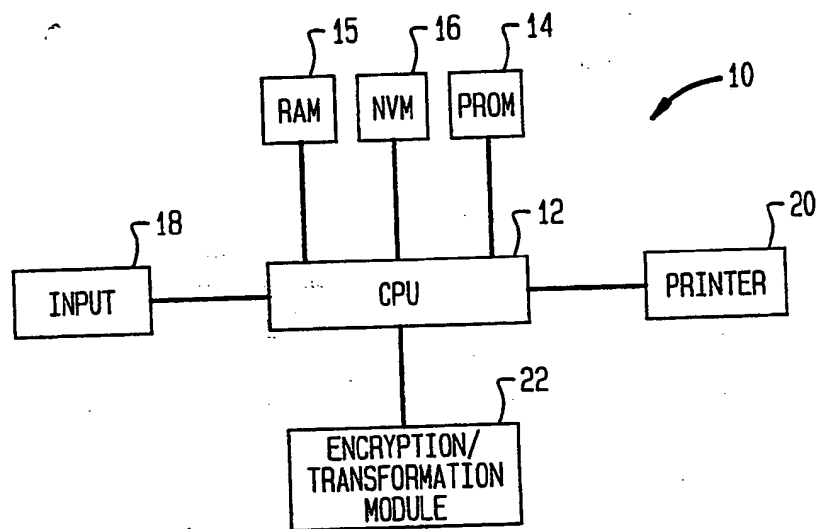 15
16
14
10
RAM
NVM
PROM
18
12
20
INPUT
CPU
PRINTER
22
ENCRYPTION/
TRANSFORMATION
MODULE